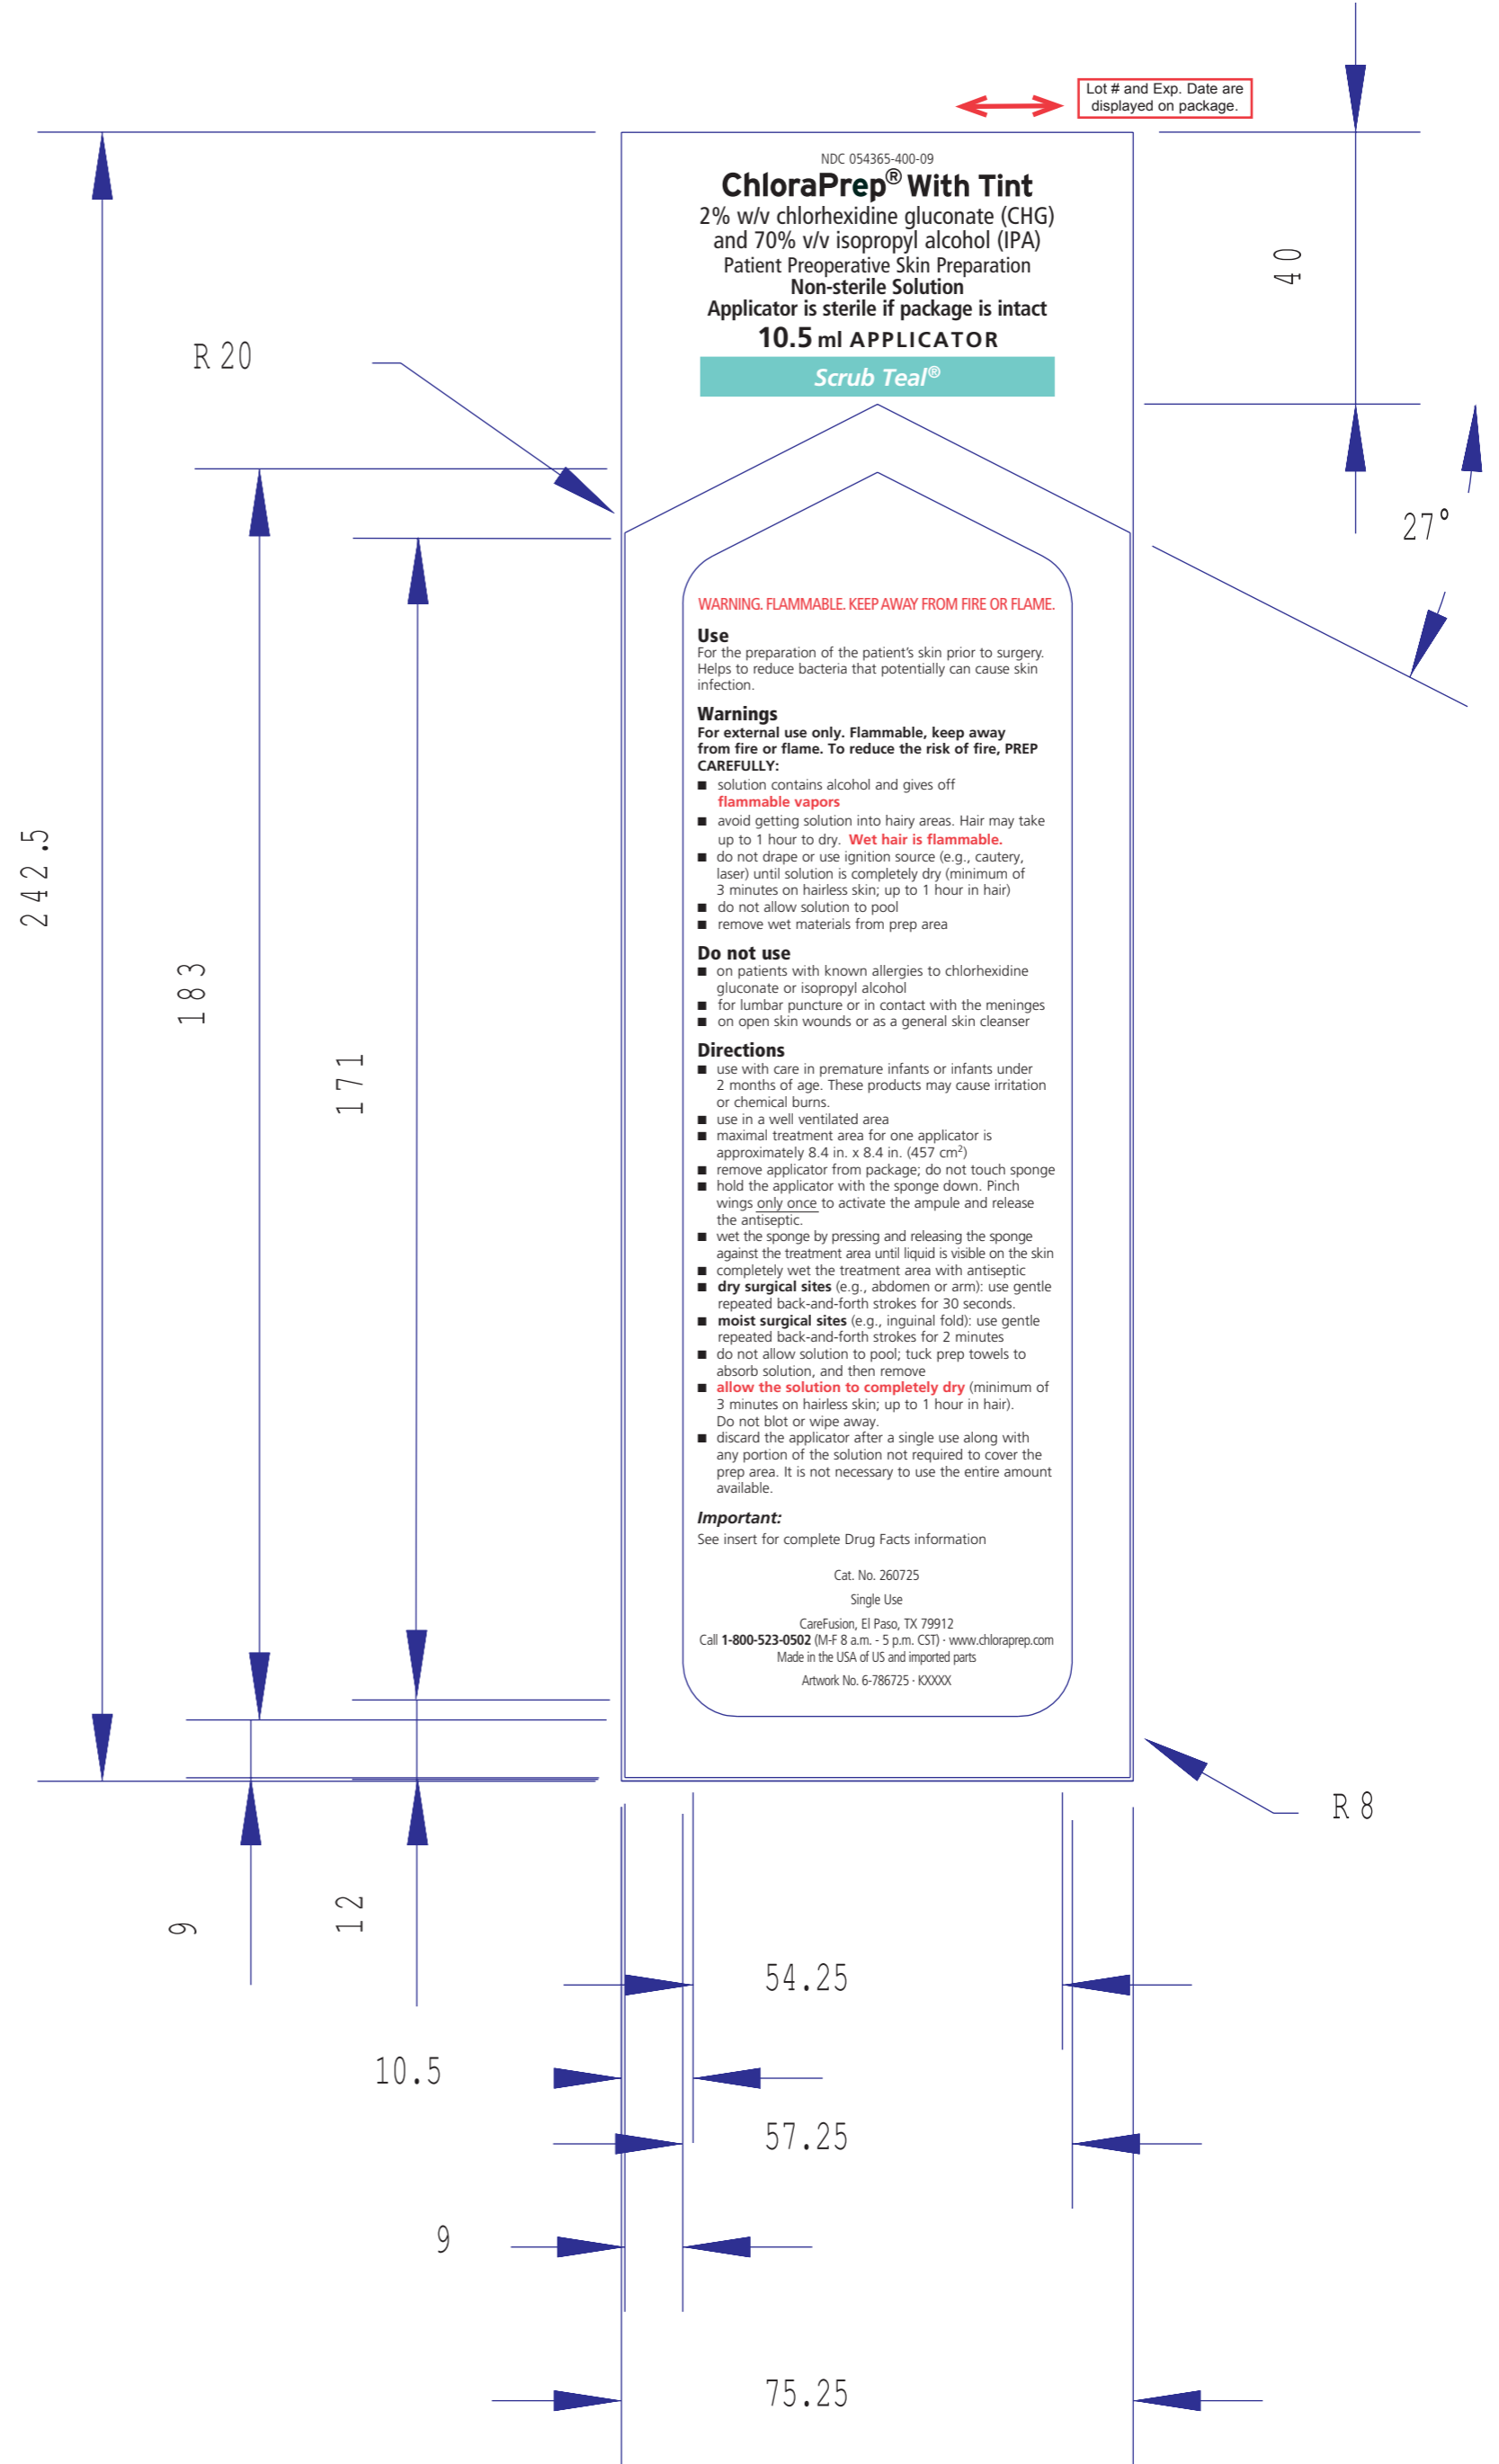 Lot # and Exp. Date are
displayed on package.
NDC 054365-400-09
ChloraPrep® With Tint
2% w/v chlorhexidine gluconate (CHG)
and 70% v/v isopropyl alcohol (IPA)
Patient Preoperative Skin Preparation
Non-sterile Solution
Applicator is sterile if package is intact
10.5 ml APPLICATOR
Scrub Teal®
40
R 20
27°
WARNING. FLAMMABLE. KEEP AWAY FROM FIRE OR FLAME.
Use
For the preparation of the patient’s skin prior to surgery.
Helps to reduce bacteria that potentially can cause skin
infection.
Warnings
For external use only. Flammable, keep away
from fire or flame. To reduce the risk of fire, PREP
CAREFULLY:
■ solution contains alcohol and gives off
flammable vapors
■ avoid getting solution into hairy areas. Hair may take
up to 1 hour to dry. Wet hair is flammable.
■ do not drape or use ignition source (e.g., cautery,
laser) until solution is completely dry (minimum of
3 minutes on hairless skin; up to 1 hour in hair)
■ do not allow solution to pool
■ remove wet materials from prep area
Do not use
■ on patients with known allergies to chlorhexidine
gluconate or isopropyl alcohol
■ for lumbar puncture or in contact with the meninges
■ on open skin wounds or as a general skin cleanser
Directions
■ use with care in premature infants or infants under
2 months of age. These products may cause irritation
or chemical burns.
■ use in a well ventilated area
■ maximal treatment area for one applicator is
approximately 8.4 in. x 8.4 in. (457 cm²)
■ remove applicator from package; do not touch sponge
■ hold the applicator with the sponge down. Pinch
wings only once to activate the ampule and release
the antiseptic.
■ wet the sponge by pressing and releasing the sponge
against the treatment area until liquid is visible on the skin
■ completely wet the treatment area with antiseptic
■ dry surgical sites (e.g., abdomen or arm): use gentle
repeated back-and-forth strokes for 30 seconds.
■ moist surgical sites (e.g., inguinal fold): use gentle
repeated back-and-forth strokes for 2 minutes
■ do not allow solution to pool; tuck prep towels to
absorb solution, and then remove
■ allow the solution to completely dry (minimum of
3 minutes on hairless skin; up to 1 hour in hair).
Do not blot or wipe away.
■ discard the applicator after a single use along with
any portion of the solution not required to cover the
prep area. It is not necessary to use the entire amount
available.
Important:
See insert for complete Drug Facts information
Cat. No. 260725
Single Use
CareFusion, El Paso, TX 79912
Call 1-800-523-0502 (M-F 8 a.m. - 5 p.m. CST) · www.chloraprep.com
Made in the USA of US and imported parts
Artwork No. 6-786725 · KXXXX
242.5
183
171
R 8
9
12
54.25
10.5
57.25
9
75.25